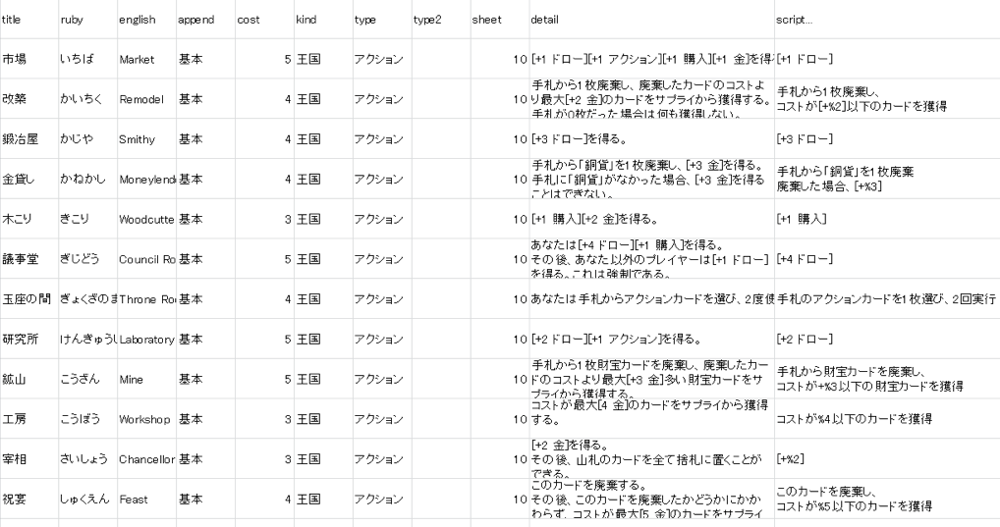 title ruby english append cost kind type type2 sheet detail script...
市場 いちば Market 基本 5 王国 アクション 10 [+1 ドロー][+1 アクション][+1 購入][+1 金]を得 [+1 ドロー]
改築 かいちく Remodel 基本 4 王国 アクション 10 手札から1枚廃棄し、廃棄したカードのコストよ
り最大[+2 金]のカードをサプライから獲得する。
手札が0枚だった場合は何も獲得しない。
手札から1枚廃棄し、
コストが[+%2]以下のカードを獲得
鍛冶屋 かじや Smithy 基本 4 王国 アクション 10 [+3 ドロー]を得る。 [+3 ドロー]
金貸し かねかし Moneylend 基本 4 王国 アクション 10 手札から「銅貨」を1枚廃棄し、[+3 金]を得る。
手札に「銅貨」がなかった場合、[+3 金]を得る
ことはできない。
手札から「銅貨」を1枚廃棄
廃棄した場合、[+%3]
木こり きこり Woodcutte 基本 3 王国 アクション 10 [+1 購入][+2 金]を得る。 [+1 購入]
議事堂 ぎじどう Council Ro 基本 5 王国 アクション 10 あなたは[+4 ドロー][+1 購入]を得る。
その後、あなた以外のプレイヤーは[+1 ドロー]
を得る。これは強制である。
[+4 ドロー]
玉座の間 ぎょくざのま Throne Ro 基本 4 王国 アクション 10 あなたは手札からアクションカードを選び、2度使 手札のアクションカードを1枚選び、2回実行
研究所 けんきゅう Laboratory 基本 5 王国 アクション 10 [+2 ドロー][+1 アクション]を得る。 [+2 ドロー]
鉱山 こうざん Mine 基本 5 王国 アクション 10 手札から1枚財宝カードを廃棄し、廃棄したカー
ドのコストより最大[+3 金]多い財宝カードをサ
プライから獲得する。
手札から財宝カードを廃棄し、
コストが+%3以下の財宝カードを獲得
工房 こうぼう Workshop 基本 3 王国 アクション 10 コストが最大[4 金]のカードをサプライから獲得
する。
コストが%4以下のカードを獲得
宰相 さいしょう Chancellor 基本 3 王国 アクション 10 [+2 金]を得る。
その後、山札のカードを全て捨札に置くことが
できる。
[+%2]
祝宴 しゅくえん Feast 基本 4 王国 アクション 10 このカードを廃棄する。
その後、このカードを廃棄したかどうかにかか
わらず、コストが最大[5 金]のカードをサプライ
このカードを廃棄し、
コストが%5以下のカードを獲得